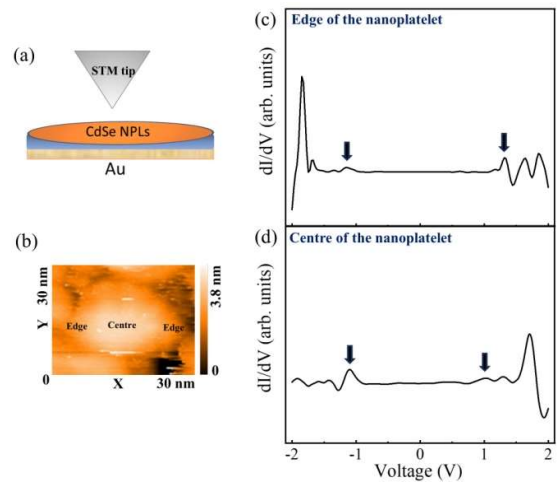 (a)
STM tip
CdSe NPLs
Au
(b)
30 nm
Y
0
Edge
Centre
Edge
X
30 nm
3.8 nm
0
(c)
Edge of the nanoplatelet
dI/dV (arb. units)
(d)
Centre of the nanoplatelet
dI/dV (arb. units)
-2
-1
0
1
2
Voltage (V)